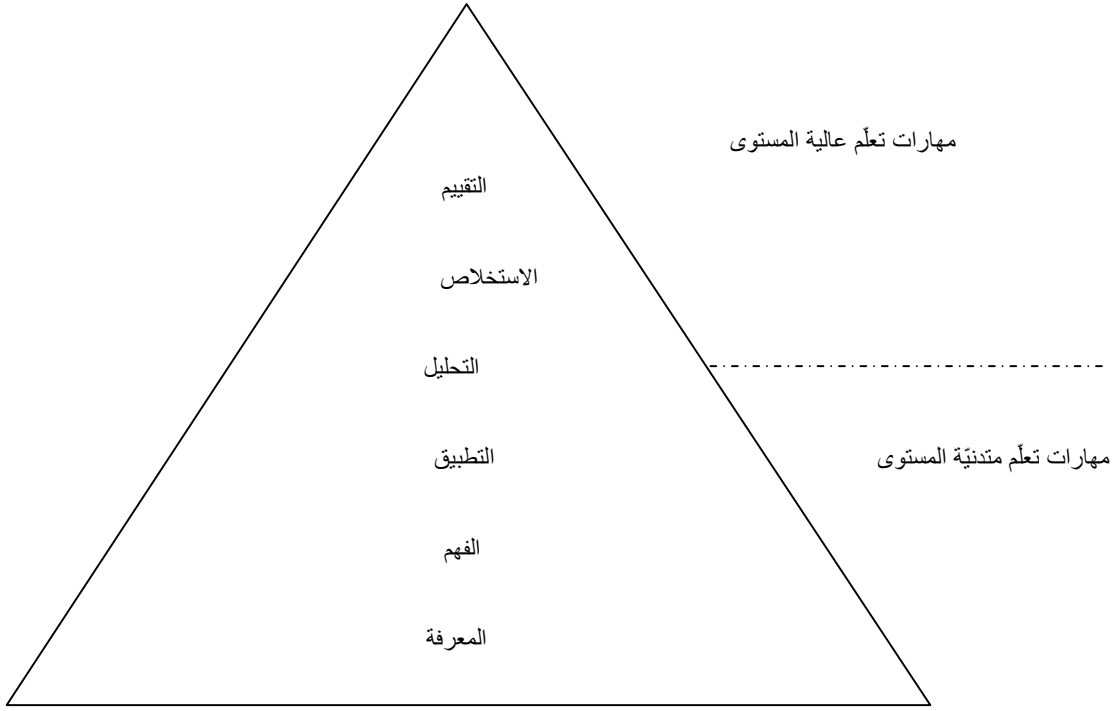 مهارات تعلّم عالية المستوى
التقييم
الاستخلاص
التحليل
التطبيق
مهارات تعلّم متدنيّة المستوى
الفهم
المعرفة